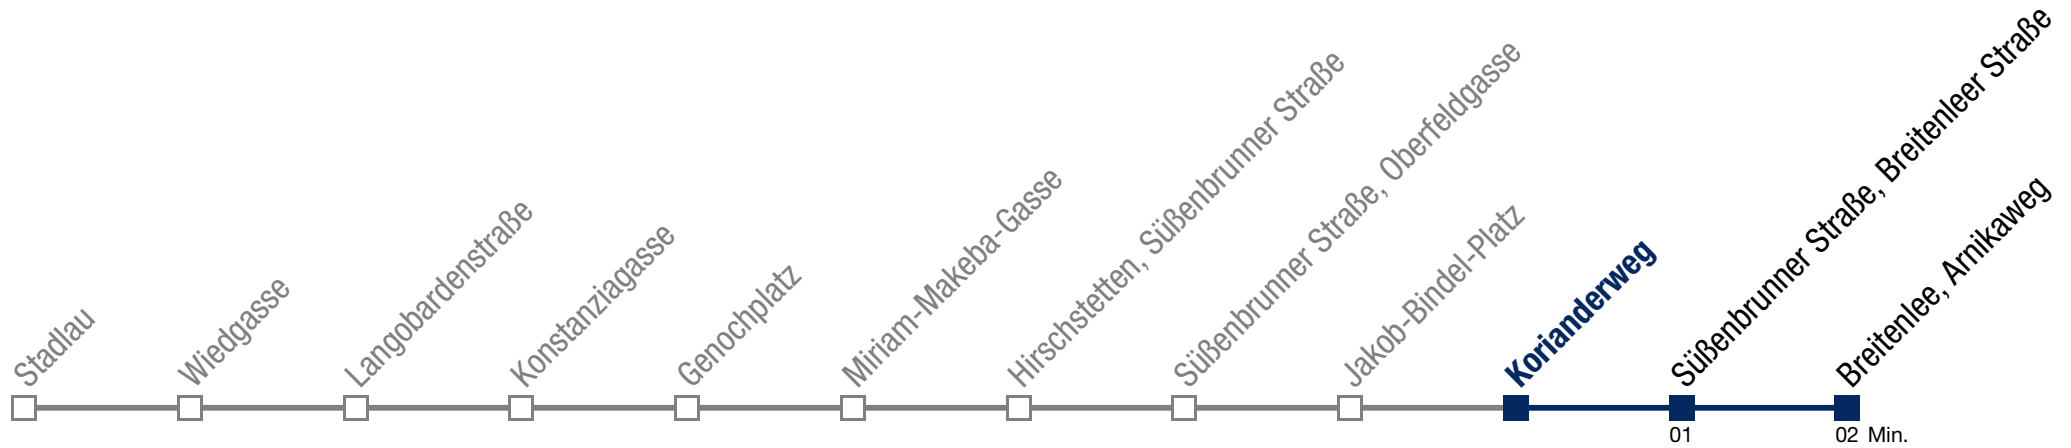 Stadlau
Wiedgasse
Langobardenstraße
Konstanziagasse
Genochplatz
Miriam-Makeba-Gasse
Hirschstetten, Süßenbrunner Straße
Süßenbrunner Straße, Oberfeldgasse
Jakob-Bindel-Platz
Korianderweg
Süßenbrunner Straße, Breitenleer Straße
Breitenlee, Arnikaweg
01
02 Min.